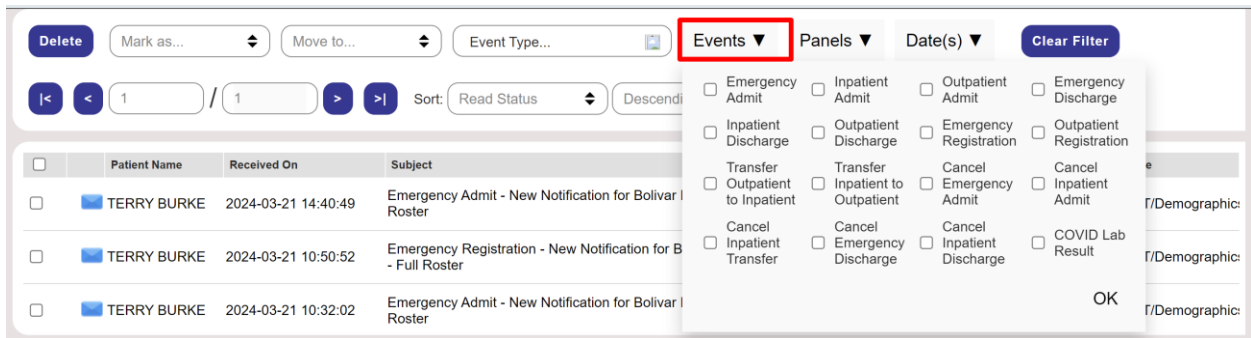 Delete Mark as... Move to... Event Type... Events ▼ Panels ▼ Date(s) ▼ Clear Filter
|< < 1 / 1 > >| Sort: Read Status Descendi
Emergency Admit
Inpatient Admit
Outpatient Admit
Emergency Discharge
Inpatient Discharge
Outpatient Discharge
Emergency Registration
Outpatient Registration
Transfer Outpatient to Inpatient
Transfer Inpatient to Outpatient
Cancel Emergency Admit
Cancel Inpatient Admit
Cancel Inpatient Transfer
Cancel Emergency Discharge
Cancel Inpatient Discharge
COVID Lab Result
OK
Patient Name Received On Subject e
TERRY BURKE 2024-03-21 14:40:49 Emergency Admit - New Notification for Bolivar
Roster
T/Demographics
TERRY BURKE 2024-03-21 10:50:52 Emergency Registration - New Notification for B
- Full Roster
T/Demographics
TERRY BURKE 2024-03-21 10:32:02 Emergency Admit - New Notification for Bolivar
Roster
T/Demographics